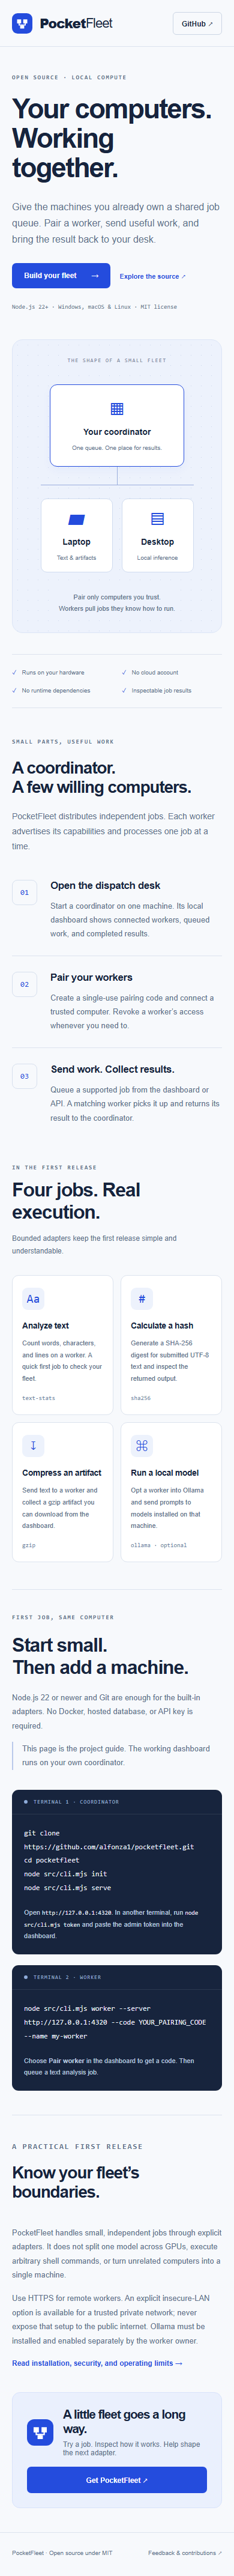 PocketFleet
GitHub ↗
OPEN SOURCE · LOCAL COMPUTE
Your computers.
Working
together.
Give the machines you already own a shared job
queue. Pair a worker, send useful work, and
bring the result back to your desk.
Build your fleet →
Explore the source ↗
Node.js 22+ · Windows, macOS & Linux · MIT license
THE SHAPE OF A SMALL FLEET
Your coordinator
One queue. One place for results.
Laptop
Text & artifacts
Desktop
Local inference
Pair only computers you trust.
Workers pull jobs they know how to run.
✓ Runs on your hardware
✓ No cloud account
✓ No runtime dependencies
✓ Inspectable job results
SMALL PARTS, USEFUL WORK
A coordinator.
A few willing computers.
PocketFleet distributes independent jobs. Each worker
advertises its capabilities and processes one job at a
time.
01
Open the dispatch desk
Start a coordinator on one machine. Its local
dashboard shows connected workers, queued
work, and completed results.
02
Pair your workers
Create a single-use pairing code and connect a
trusted computer. Revoke a worker's access
whenever you need to.
03
Send work. Collect results.
Queue a supported job from the dashboard or
API. A matching worker picks it up and returns its
result to the coordinator.
IN THE FIRST RELEASE
Four jobs. Real
execution.
Bounded adapters keep the first release simple and
understandable.
Aa
Analyze text
Count words, characters,
and lines on a worker. A
quick first job to check your
fleet.
text-stats
#
Calculate a hash
Generate a SHA-256
digest for submitted UTF-8
text and inspect the
returned output.
sha256
↧
Compress an artifact
Send text to a worker and
collect a gzip artifact you
can download from the
dashboard.
gzip
⌘
Run a local model
Opt a worker into Ollama
and send prompts to
models installed on that
machine.
ollama · optional
FIRST JOB, SAME COMPUTER
Start small.
Then add a machine.
Node.js 22 or newer and Git are enough for the built-in
adapters. No Docker, hosted database, or API key is
required.
This page is the project guide. The working dashboard
runs on your own coordinator.
TERMINAL 1 · COORDINATOR
git clone
https://github.com/alfonza1/pocketfleet.git
cd pocketfleet
node src/cli.mjs init
node src/cli.mjs serve
Open http://127.0.0.1:4320. In another terminal, run node
src/cli.mjs token and paste the admin token into the
dashboard.
TERMINAL 2 · WORKER
node src/cli.mjs worker --server
http://127.0.0.1:4320 --code YOUR_PAIRING_CODE
--name my-worker
Choose Pair worker in the dashboard to get a code. Then
queue a text analysis job.
A PRACTICAL FIRST RELEASE
Know your fleet's
boundaries.
PocketFleet handles small, independent jobs through explicit
adapters. It does not split one model across GPUs, execute
arbitrary shell commands, or turn unrelated computers into a
single machine.
Use HTTPS for remote workers. An explicit insecure-LAN
option is available for a trusted private network; never
expose that setup to the public internet. Ollama must be
installed and enabled separately by the worker owner.
Read installation, security, and operating limits →
A little fleet goes a long
way.
Try a job. Inspect how it works. Help shape
the next adapter.
Get PocketFleet ↗
PocketFleet · Open source under MIT
Feedback & contributions ↗